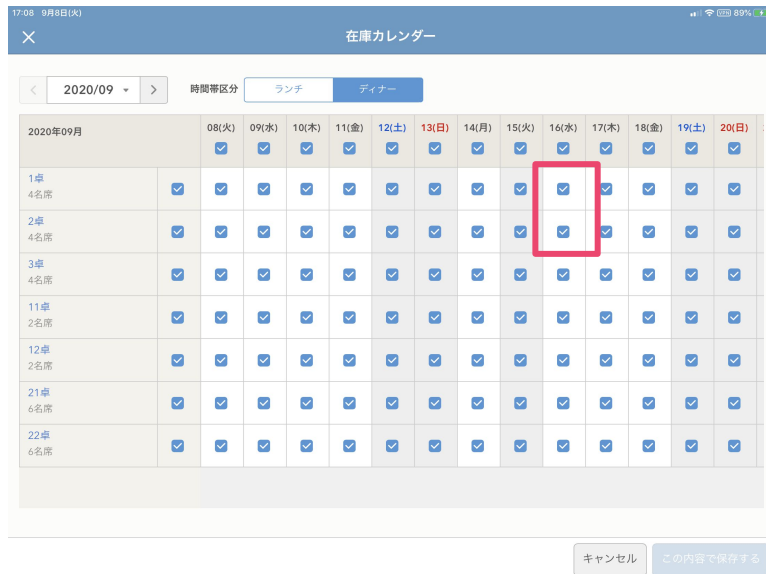 17:08 9月8日(火)
VPN 89%
在庫カレンダー
2020/09
時間帯区分 ランチ ディナー
2020年09月 08(火) 09(水) 10(木) 11(金) 12(土) 13(日) 14(月) 15(火) 16(水) 17(木) 18(金) 19(土) 20(日)
1卓
4名席
2卓
4名席
3卓
4名席
11卓
2名席
12卓
2名席
21卓
6名席
22卓
6名席
キャンセル この内容で保存する